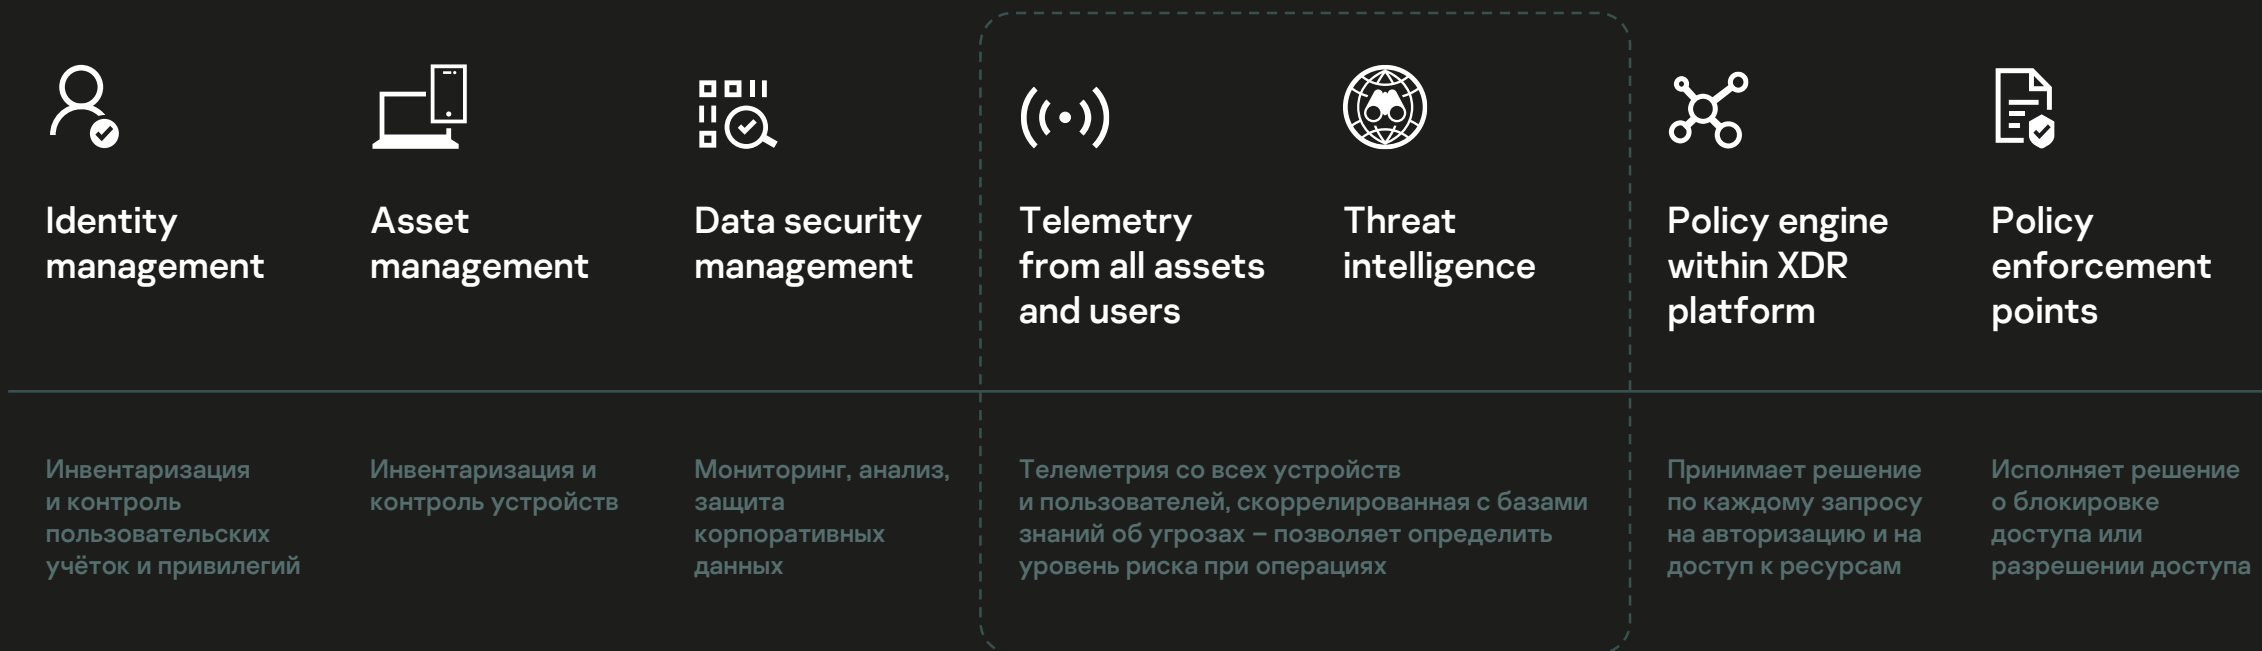 Identity
management
Asset
management
Data security
management
Telemetry
from all assets
and users
Threat
intelligence
Policy engine
within XDR
platform
Policy
enforcement
points
Инвентаризация
и контроль
пользовательских
учёток и привилегий
Инвентаризация и
контроль устройств
Мониторинг, анализ,
защита
корпоративных
данных
Телеметрия со всех устройств
и пользователей, скоррелированная с базами
знаний об угрозах – позволяет определить
уровень риска при операциях
Принимает решение
по каждому запросу
на авторизацию и на
доступ к ресурсам
Исполняет решение
о блокировке
доступа или
разрешении доступа